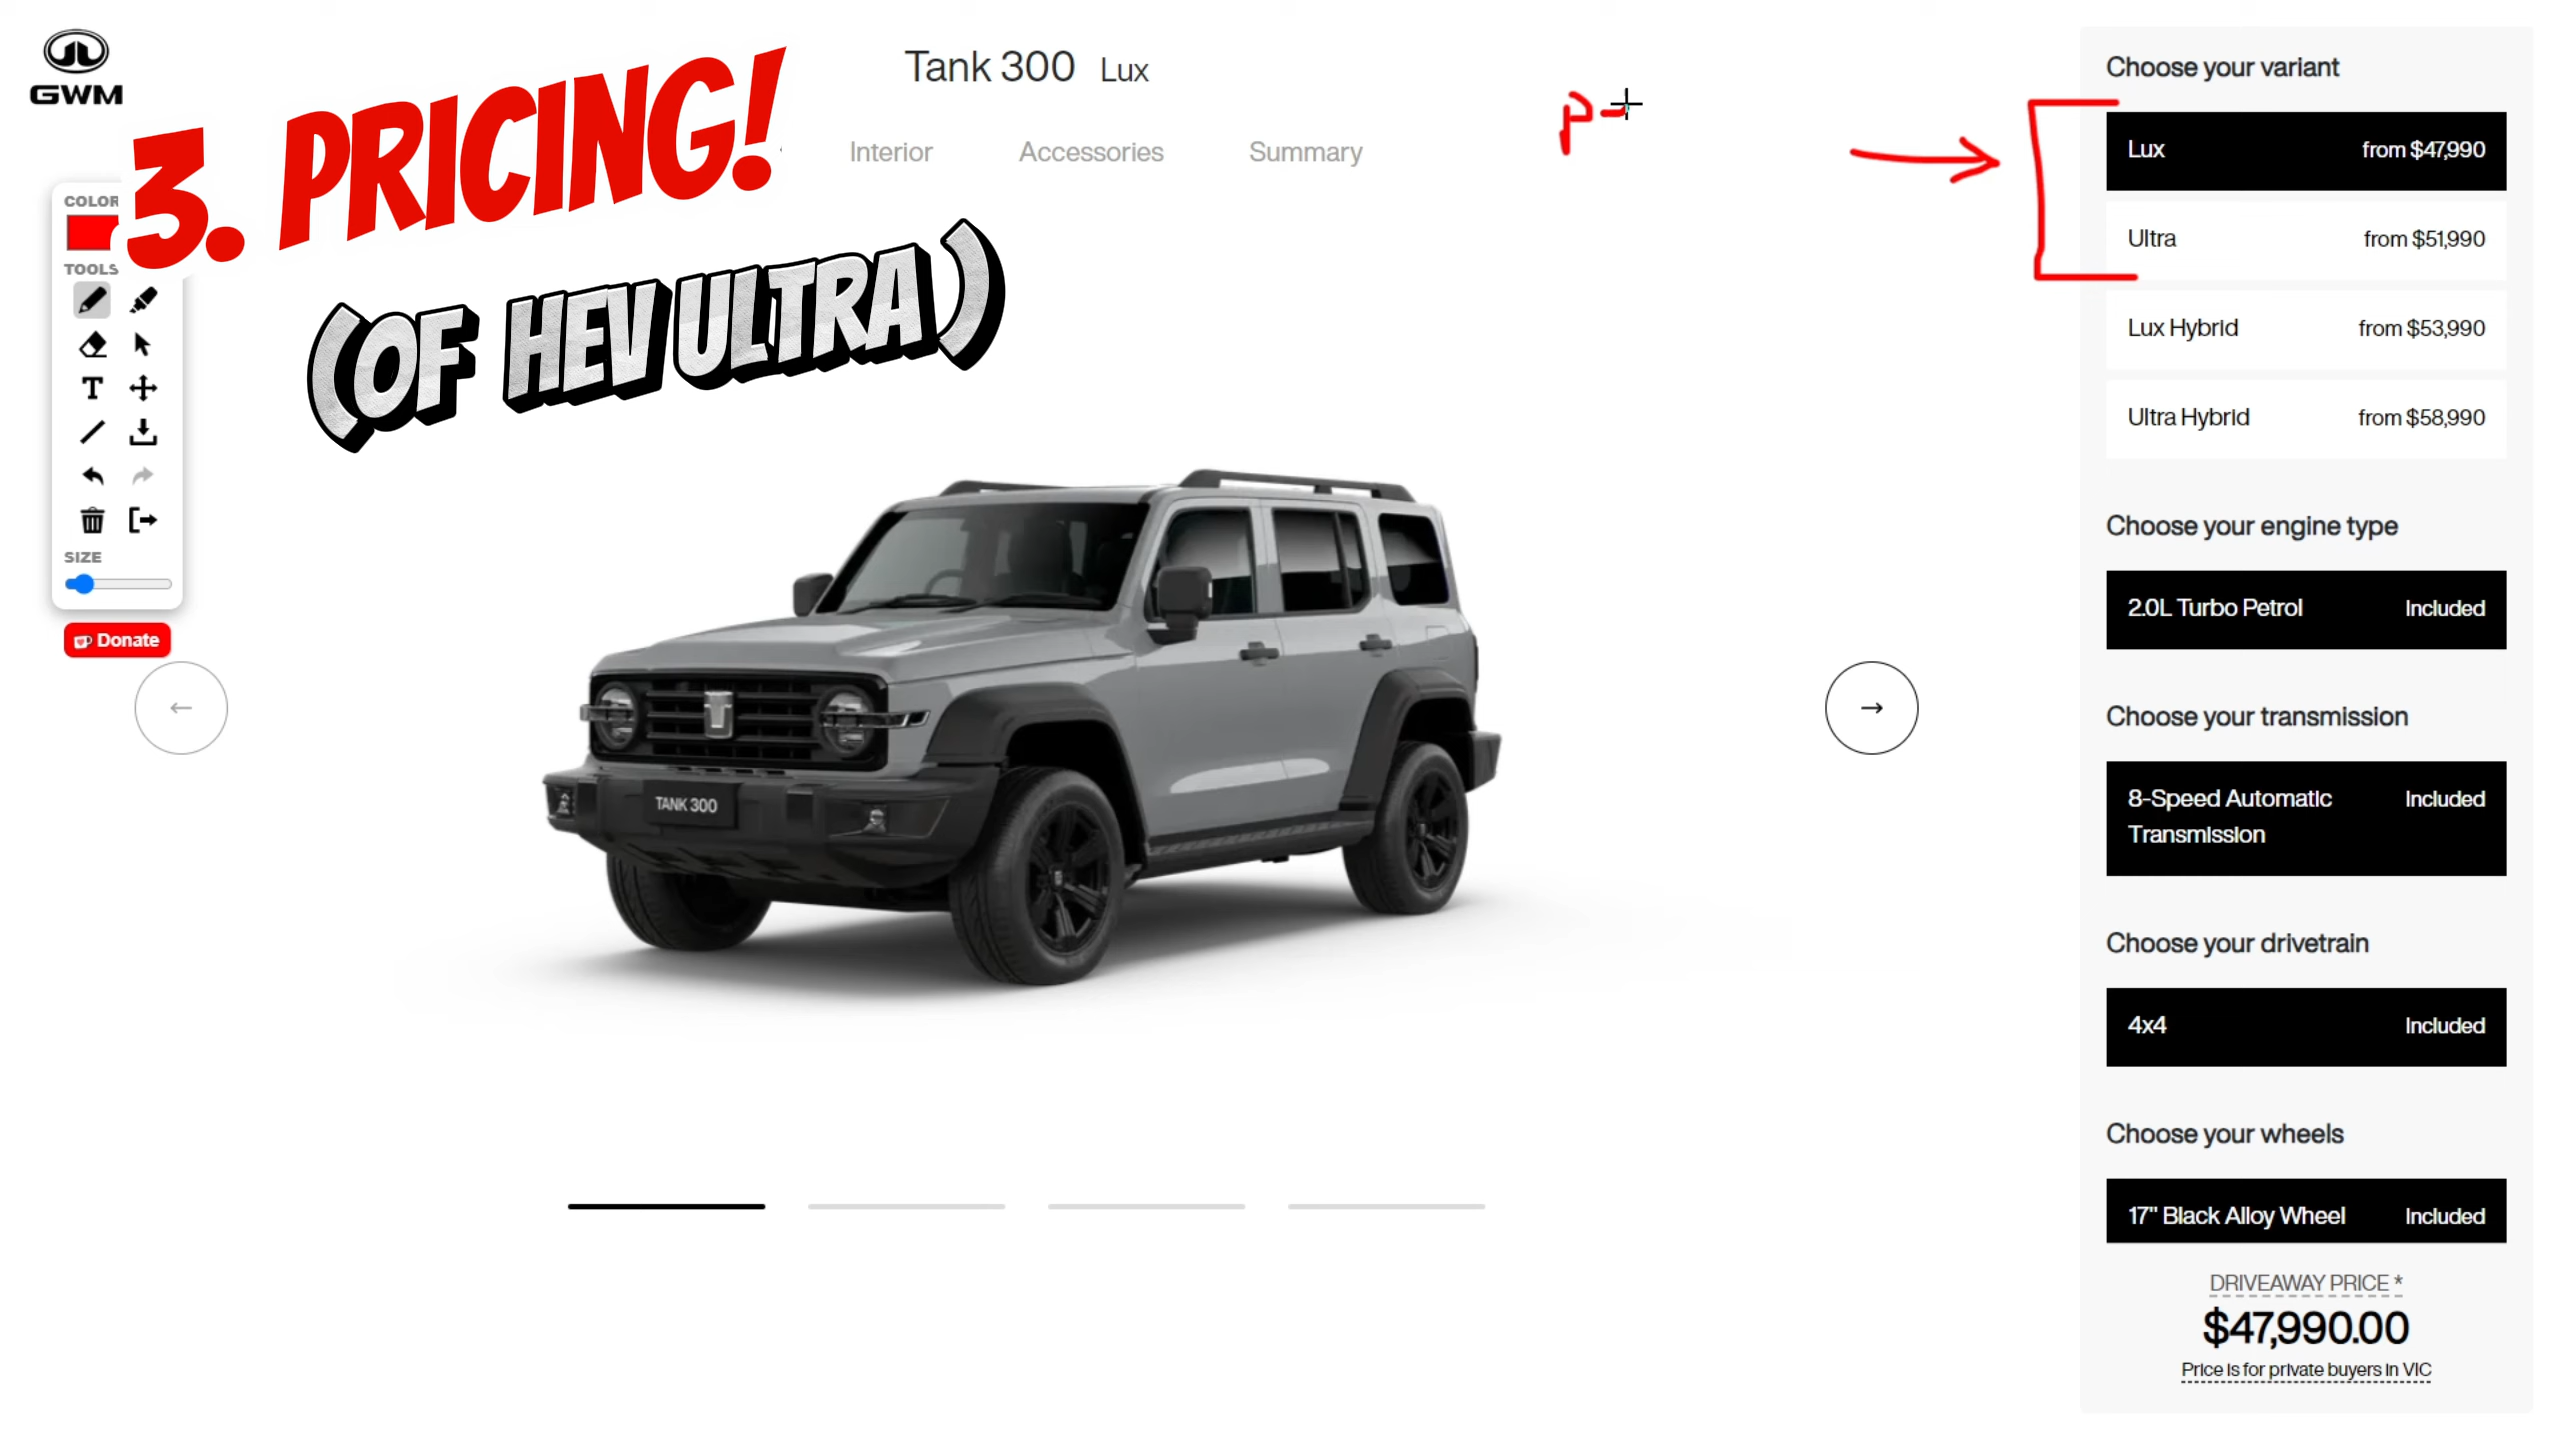 GWM
3. PRICING!
(OF HEV ULTRA)
Tank 300 Lux
Interior Accessories Summary
COLOR
TOOLS
T
SIZE
Donate
P
TANK 300
Choose your variant
Lux from $47,990
Ultra from $51,990
Lux Hybrid from $53,990
Ultra Hybrid from $58,990
Choose your engine type
2.0L Turbo Petrol Included
Choose your transmission
8-Speed Automatic Included
Transmission
Choose your drivetrain
4x4 Included
Choose your wheels
17" Black Alloy Wheel Included
DRIVEAWAY PRICE *
$47,990.00
Price is for private buyers in VIC